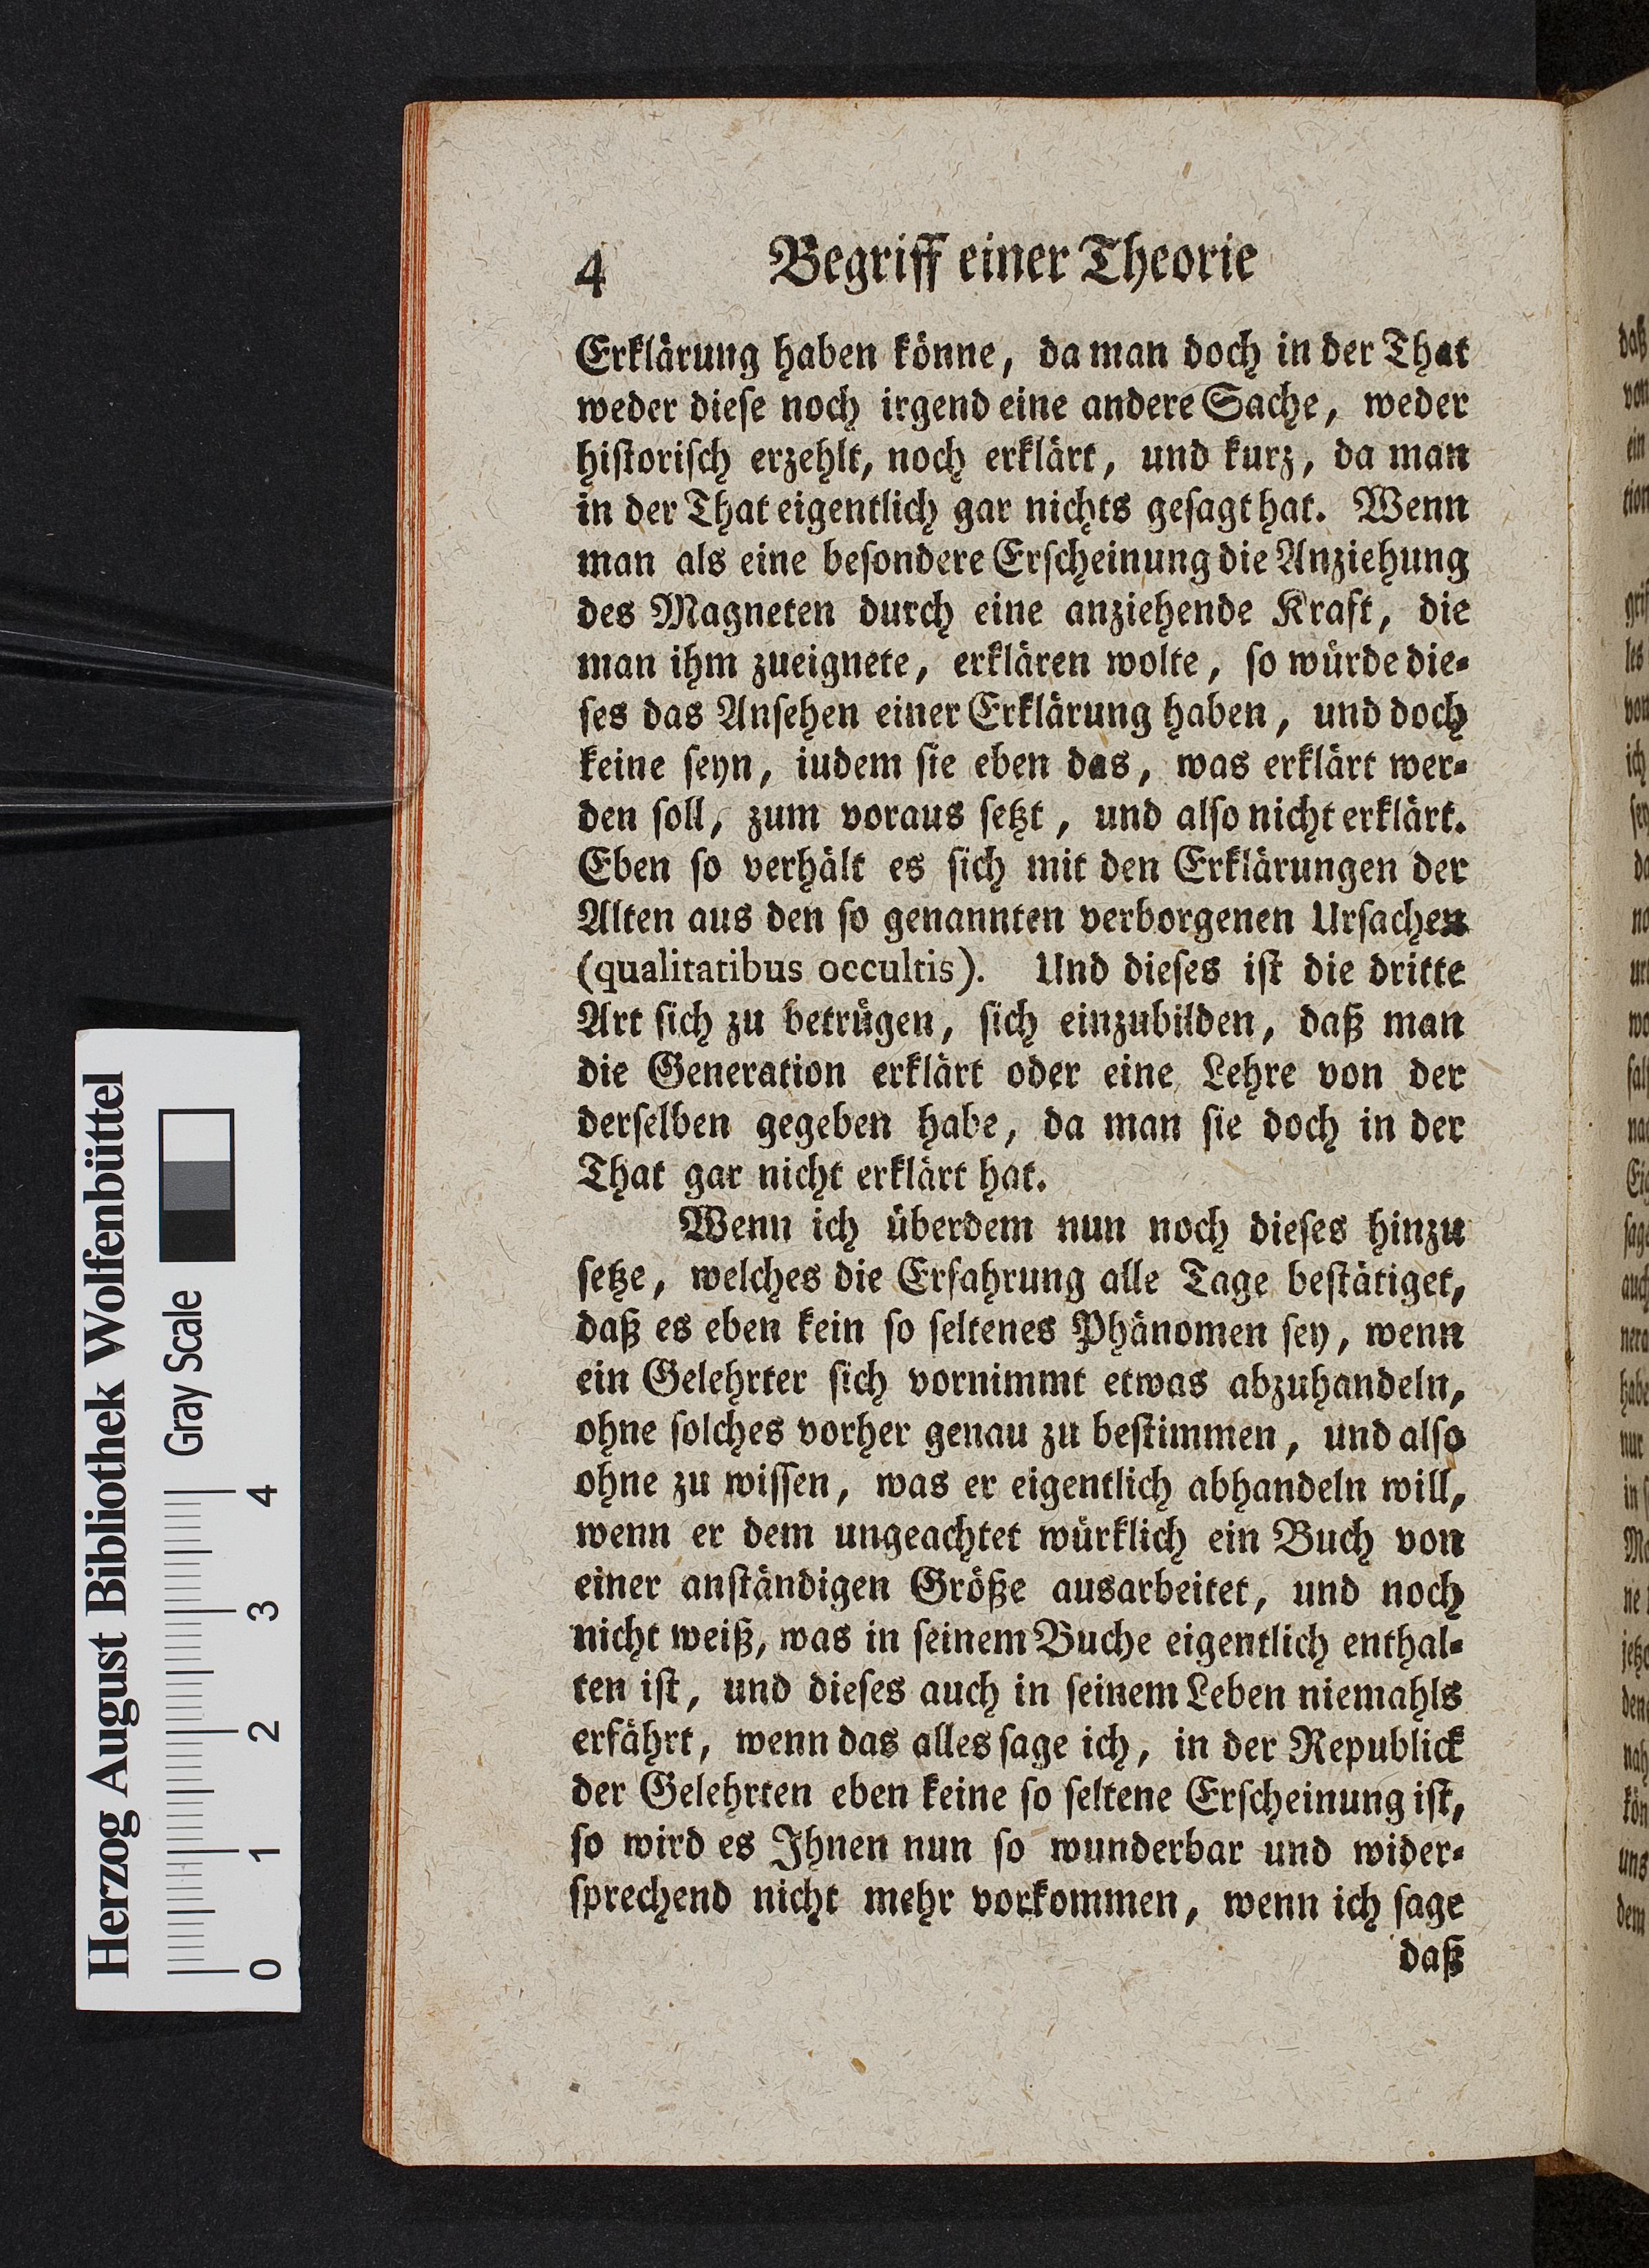 4 Begriff einer Theorie
Erklärung haben könne, da man doch in der That
weder dieſe noch irgend eine andere Sache, weder
hiſtoriſch erzehlt, noch erklärt, und kurz, da man
in der That eigentlich gar nichts geſagt hat. Wenn
man als eine beſondere Erſcheinung die Anziehung
des Magneten durch eine anziehende Kraft, die
man ihm zueignete, erklären wolte, ſo würde die⸗
ſes das Anſehen einer Erklärung haben, und doch
keine ſeyn, iudem ſie eben das, was erklärt wer⸗
den ſoll, zum voraus ſetzt, und alſo nicht erklärt.
Eben ſo verhält es ſich mit den Erklärungen der
Alten aus den ſo genannten verborgenen Urſachen
(qualitatibus occultis). Und dieſes iſt die dritte
Art ſich zu betrügen, ſich einzubilden, daß man
die Generation erklärt oder eine Lehre von der
derſelben gegeben habe, da man ſie doch in der
That gar nicht erklärt hat.
Wenn ich überdem nun noch dieſes hinzu
ſetze, welches die Erfahrung alle Tage beſtätiget,
daß es eben kein ſo ſeltenes Phänomen ſey, wenn
ein Gelehrter ſich vornimmt etwas abzuhandeln,
ohne ſolches vorher genau zu beſtimmen, und alſo
ohne zu wiſſen, was er eigentlich abhandeln will,
wenn er dem ungeachtet würklich ein Buch von
einer anſtändigen Größe ausarbeitet, und noch
nicht weiß, was in ſeinem Buche eigentlich enthal⸗
ten iſt, und dieſes auch in ſeinem Leben niemahls
erfährt, wenn das alles ſage ich, in der Republick
der Gelehrten eben keine ſo ſeltene Erſcheinung iſt,
ſo wird es Ihnen nun ſo wunderbar und wider⸗
ſprechend nicht mehr vorkommen, wenn ich ſage
daß
Herzog August Bibliothek Wolfenbüttel
Gray Scale
0 1 2 3 4